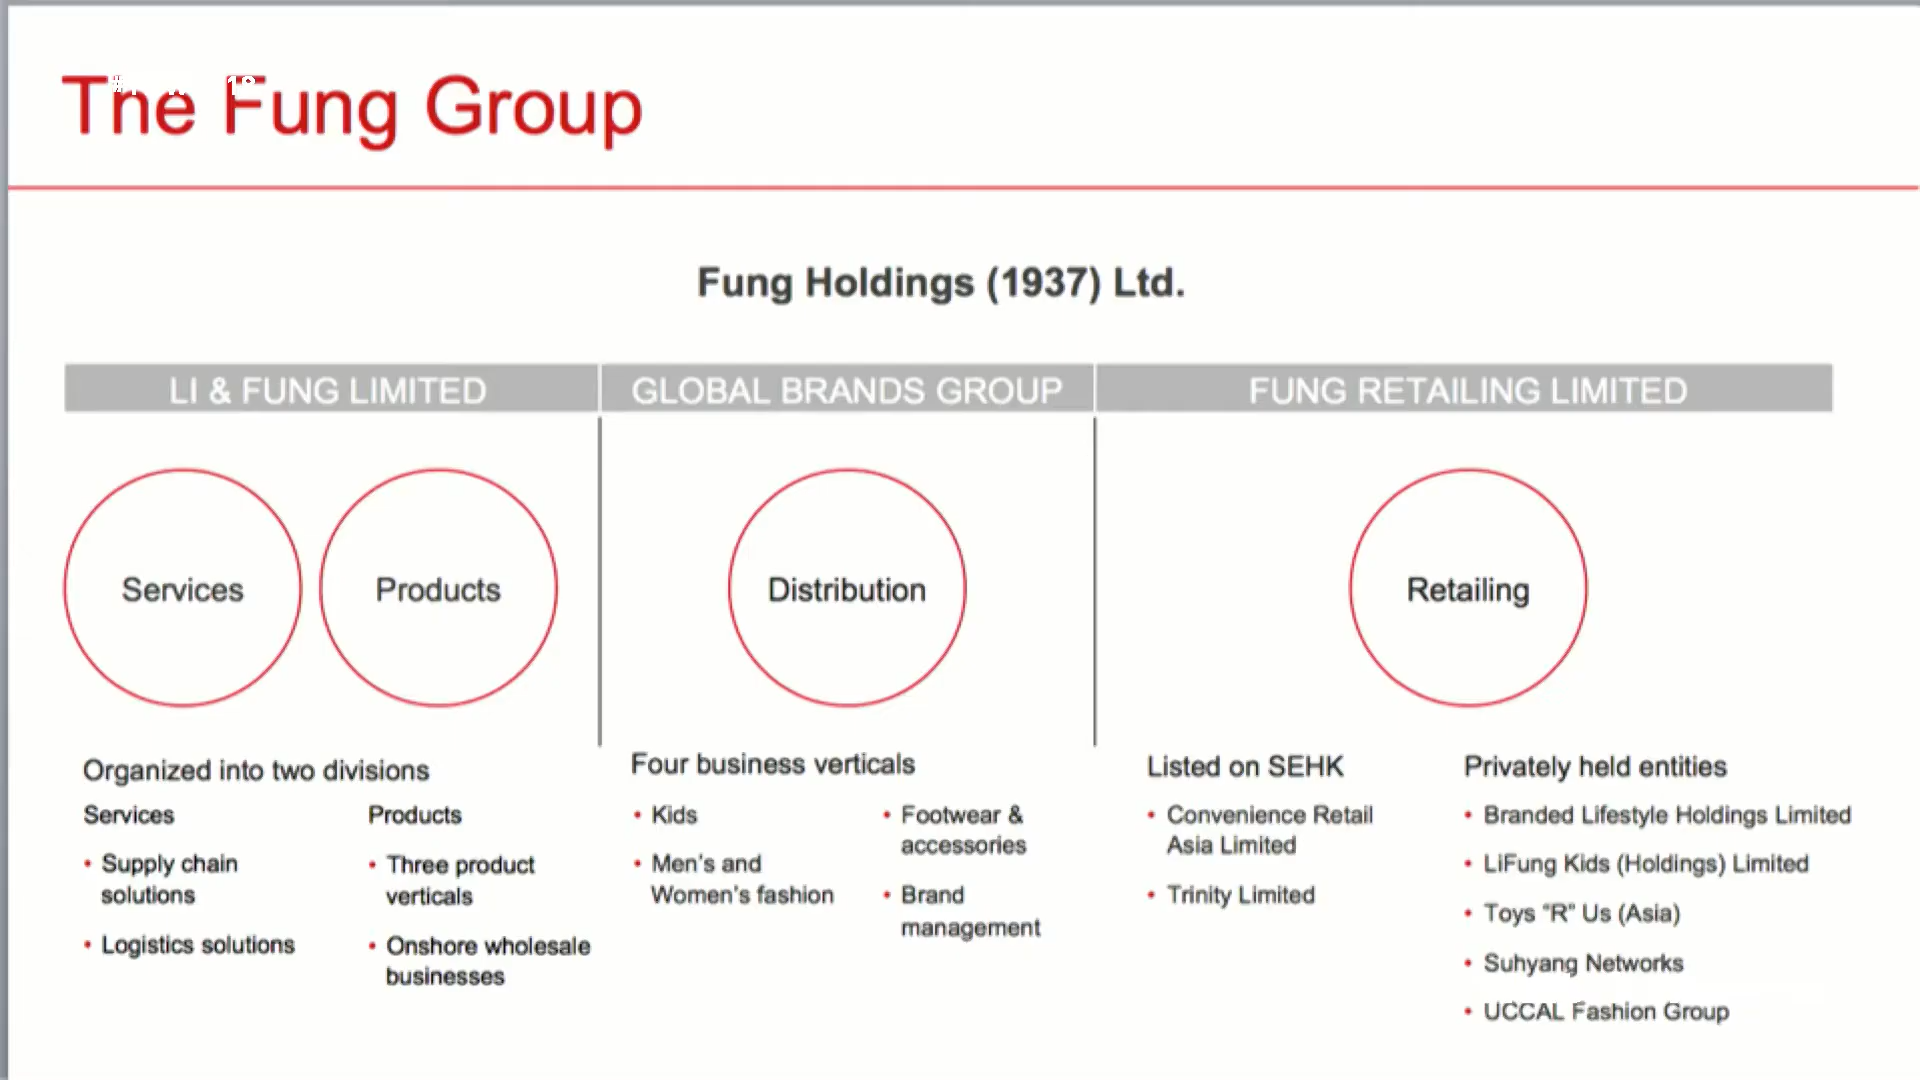 The Fung Group
Fung Holdings (1937) Ltd.
LI & FUNG LIMITED
GLOBAL BRANDS GROUP
FUNG RETAILING LIMITED
Services
Products
Distribution
Retailing
Organized into two divisions
Services
• Supply chain
solutions
• Logistics solutions
Products
• Three product
verticals
• Onshore wholesale
businesses
Four business verticals
• Kids
• Men's and
Women's fashion
• Footwear &
accessories
• Brand
management
Listed on SEHK
• Convenience Retail
Asia Limited
• Trinity Limited
Privately held entities
• Branded Lifestyle Holdings Limited
• LiFung Kids (Holdings) Limited
• Toys “R” Us (Asia)
• Suhyang Networks
• UCCAL Fashion Group